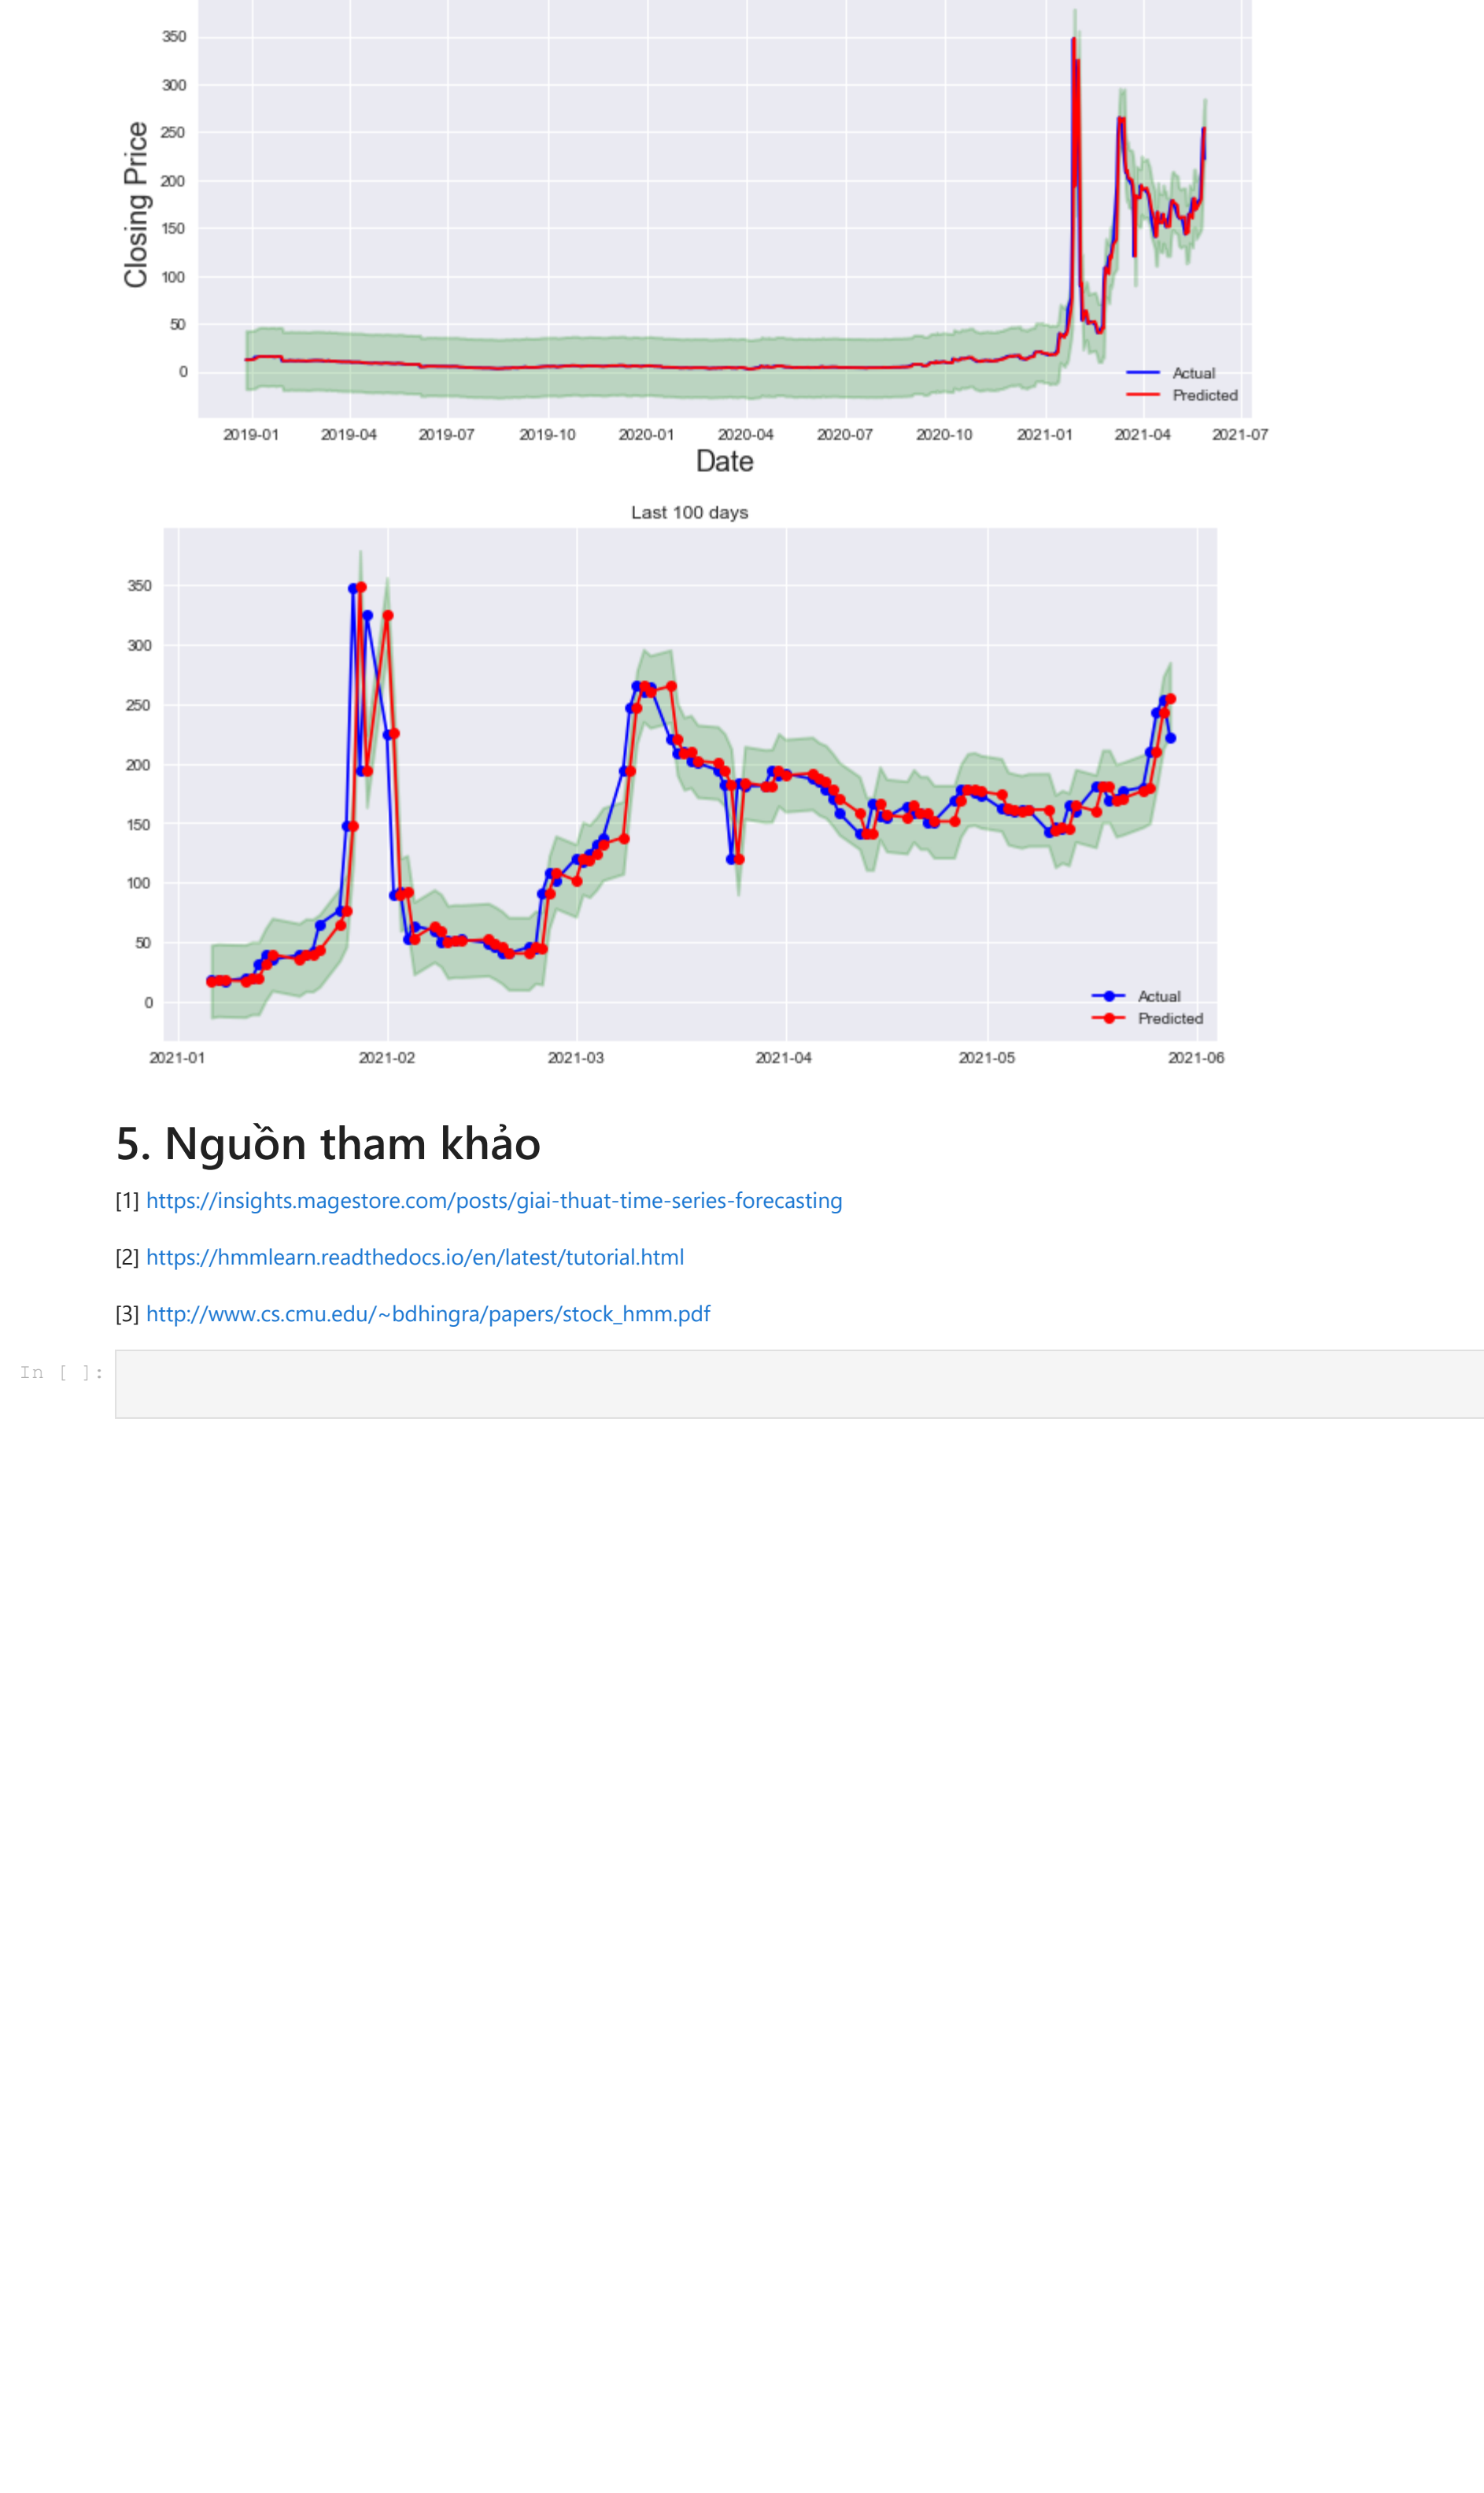 350
300
250
200
150
100
50
0
Closing Price
Actual
Predicted
2019-01 2019-04 2019-07 2019-10 2020-01 2020-04 2020-07 2020-10 2021-01 2021-04 2021-07
Date
Last 100 days
350
300
250
200
150
100
50
0
Actual
Predicted
2021-01 2021-02 2021-03 2021-04 2021-05 2021-06
5. Nguồn tham khảo
[1] https://insights.magestore.com/posts/giai-thuat-time-series-forecasting
[2] https://hmmlearn.readthedocs.io/en/latest/tutorial.html
[3] http://www.cs.cmu.edu/~bdhingra/papers/stock_hmm.pdf
In [ ]: